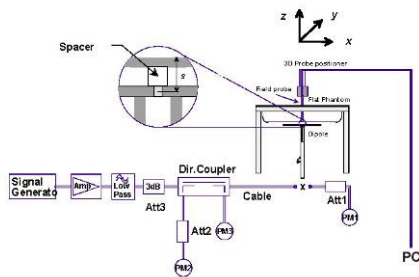 z
y
x
Spacer
s
3D Probe positioner
Field probe
Flat Phantom
Dipole
Signal
Generato
Amp
Low
Pass
3dB
Att3
Dir.Coupler
Cable
x
Att1
PM1
Att2
PM3
PM2
PC